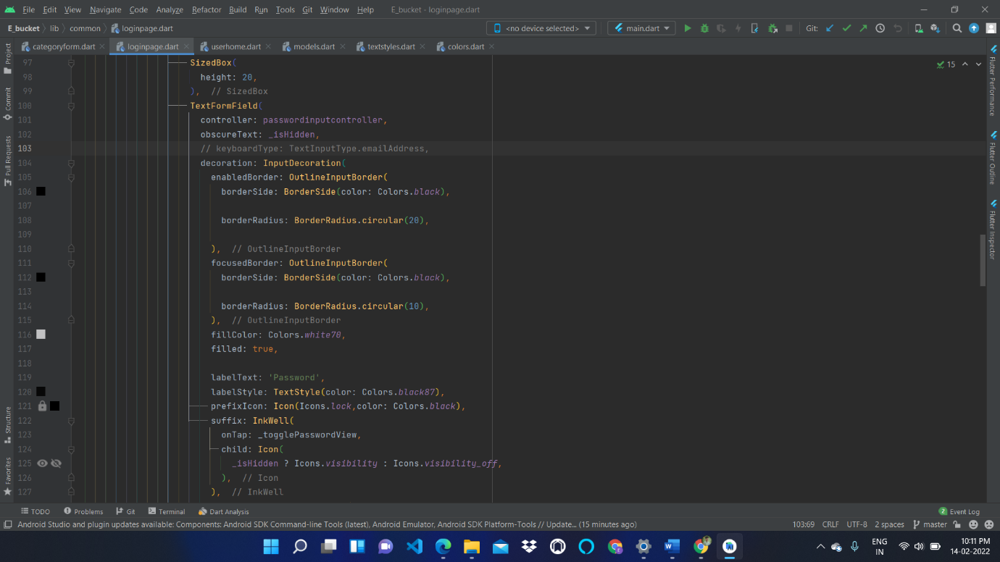 File Edit View Navigate Code Analyze Refactor Build Run Tools Git Window Help E_bucket - loginpage.dart
E_bucket lib common loginpage.dart <no device selected> main.dart Git:
categoryform.dart loginpage.dart userhome.dart models.dart textstyles.dart colors.dart
Project
Commit
Pull Requests
Structure
Favorites
97 SizedBox(
98 height: 20,
99 ), // SizedBox
100 TextFormField(
101 controller: passwordinputcontroller,
102 obscureText: _isHidden,
103 // keyboardType: TextInputType.emailAddress,
104 decoration: InputDecoration(
105 enabledBorder: OutlineInputBorder(
106 borderSide: BorderSide(color: Colors.black),
107
108 borderRadius: BorderRadius.circular(20),
109
110 ), // OutlineInputBorder
111 focusedBorder: OutlineInputBorder(
112 borderSide: BorderSide(color: Colors.black),
113
114 borderRadius: BorderRadius.circular(10),
115 ), // OutlineInputBorder
116 fillColor: Colors.white70,
117 filled: true,
118
119 labelText: 'Password',
120 labelStyle: TextStyle(color: Colors.black87),
121 prefixIcon: Icon(Icons.lock,color: Colors.black),
122 suffix: InkWell(
123 onTap: _togglePasswordView,
124 child: Icon(
125 _isHidden ? Icons.visibility : Icons.visibility_off,
126 ), // Icon
127 ), // InkWell
15
Flutter Performance
Flutter Outline
Flutter Inspector
TODO Problems Git Terminal Dart Analysis 2 Event Log
Android Studio and plugin updates available: Components: Android SDK Command-line Tools (latest), Android Emulator, Android SDK Platform-Tools // Update... (15 minutes ago) 103:69 CRLF UTF-8 2 spaces master
ENG
IN
10:11 PM
14-02-2022